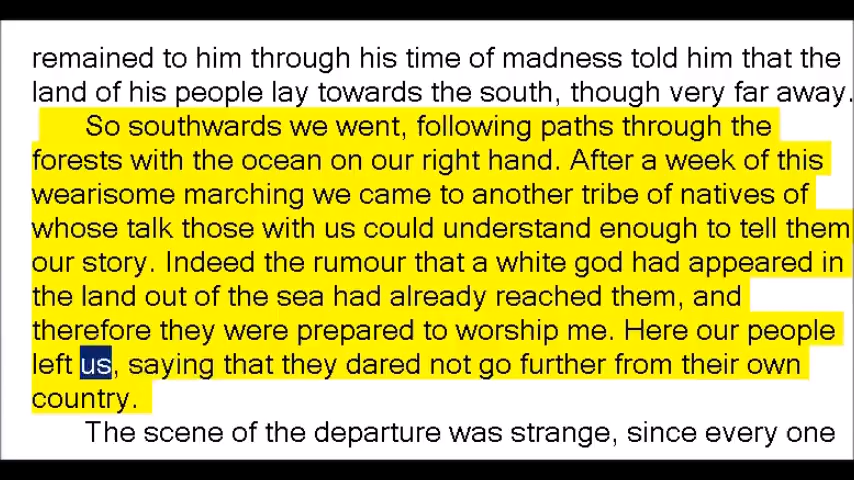 remained to him through his time of madness told him that the
land of his people lay towards the south, though very far away.
So southwards we went, following paths through the
forests with the ocean on our right hand. After a week of this
wearisome marching we came to another tribe of natives of
whose talk those with us could understand enough to tell them
our story. Indeed the rumour that a white god had appeared in
the land out of the sea had already reached them, and
therefore they were prepared to worship me. Here our people
left us, saying that they dared not go further from their own
country.
The scene of the departure was strange, since every one